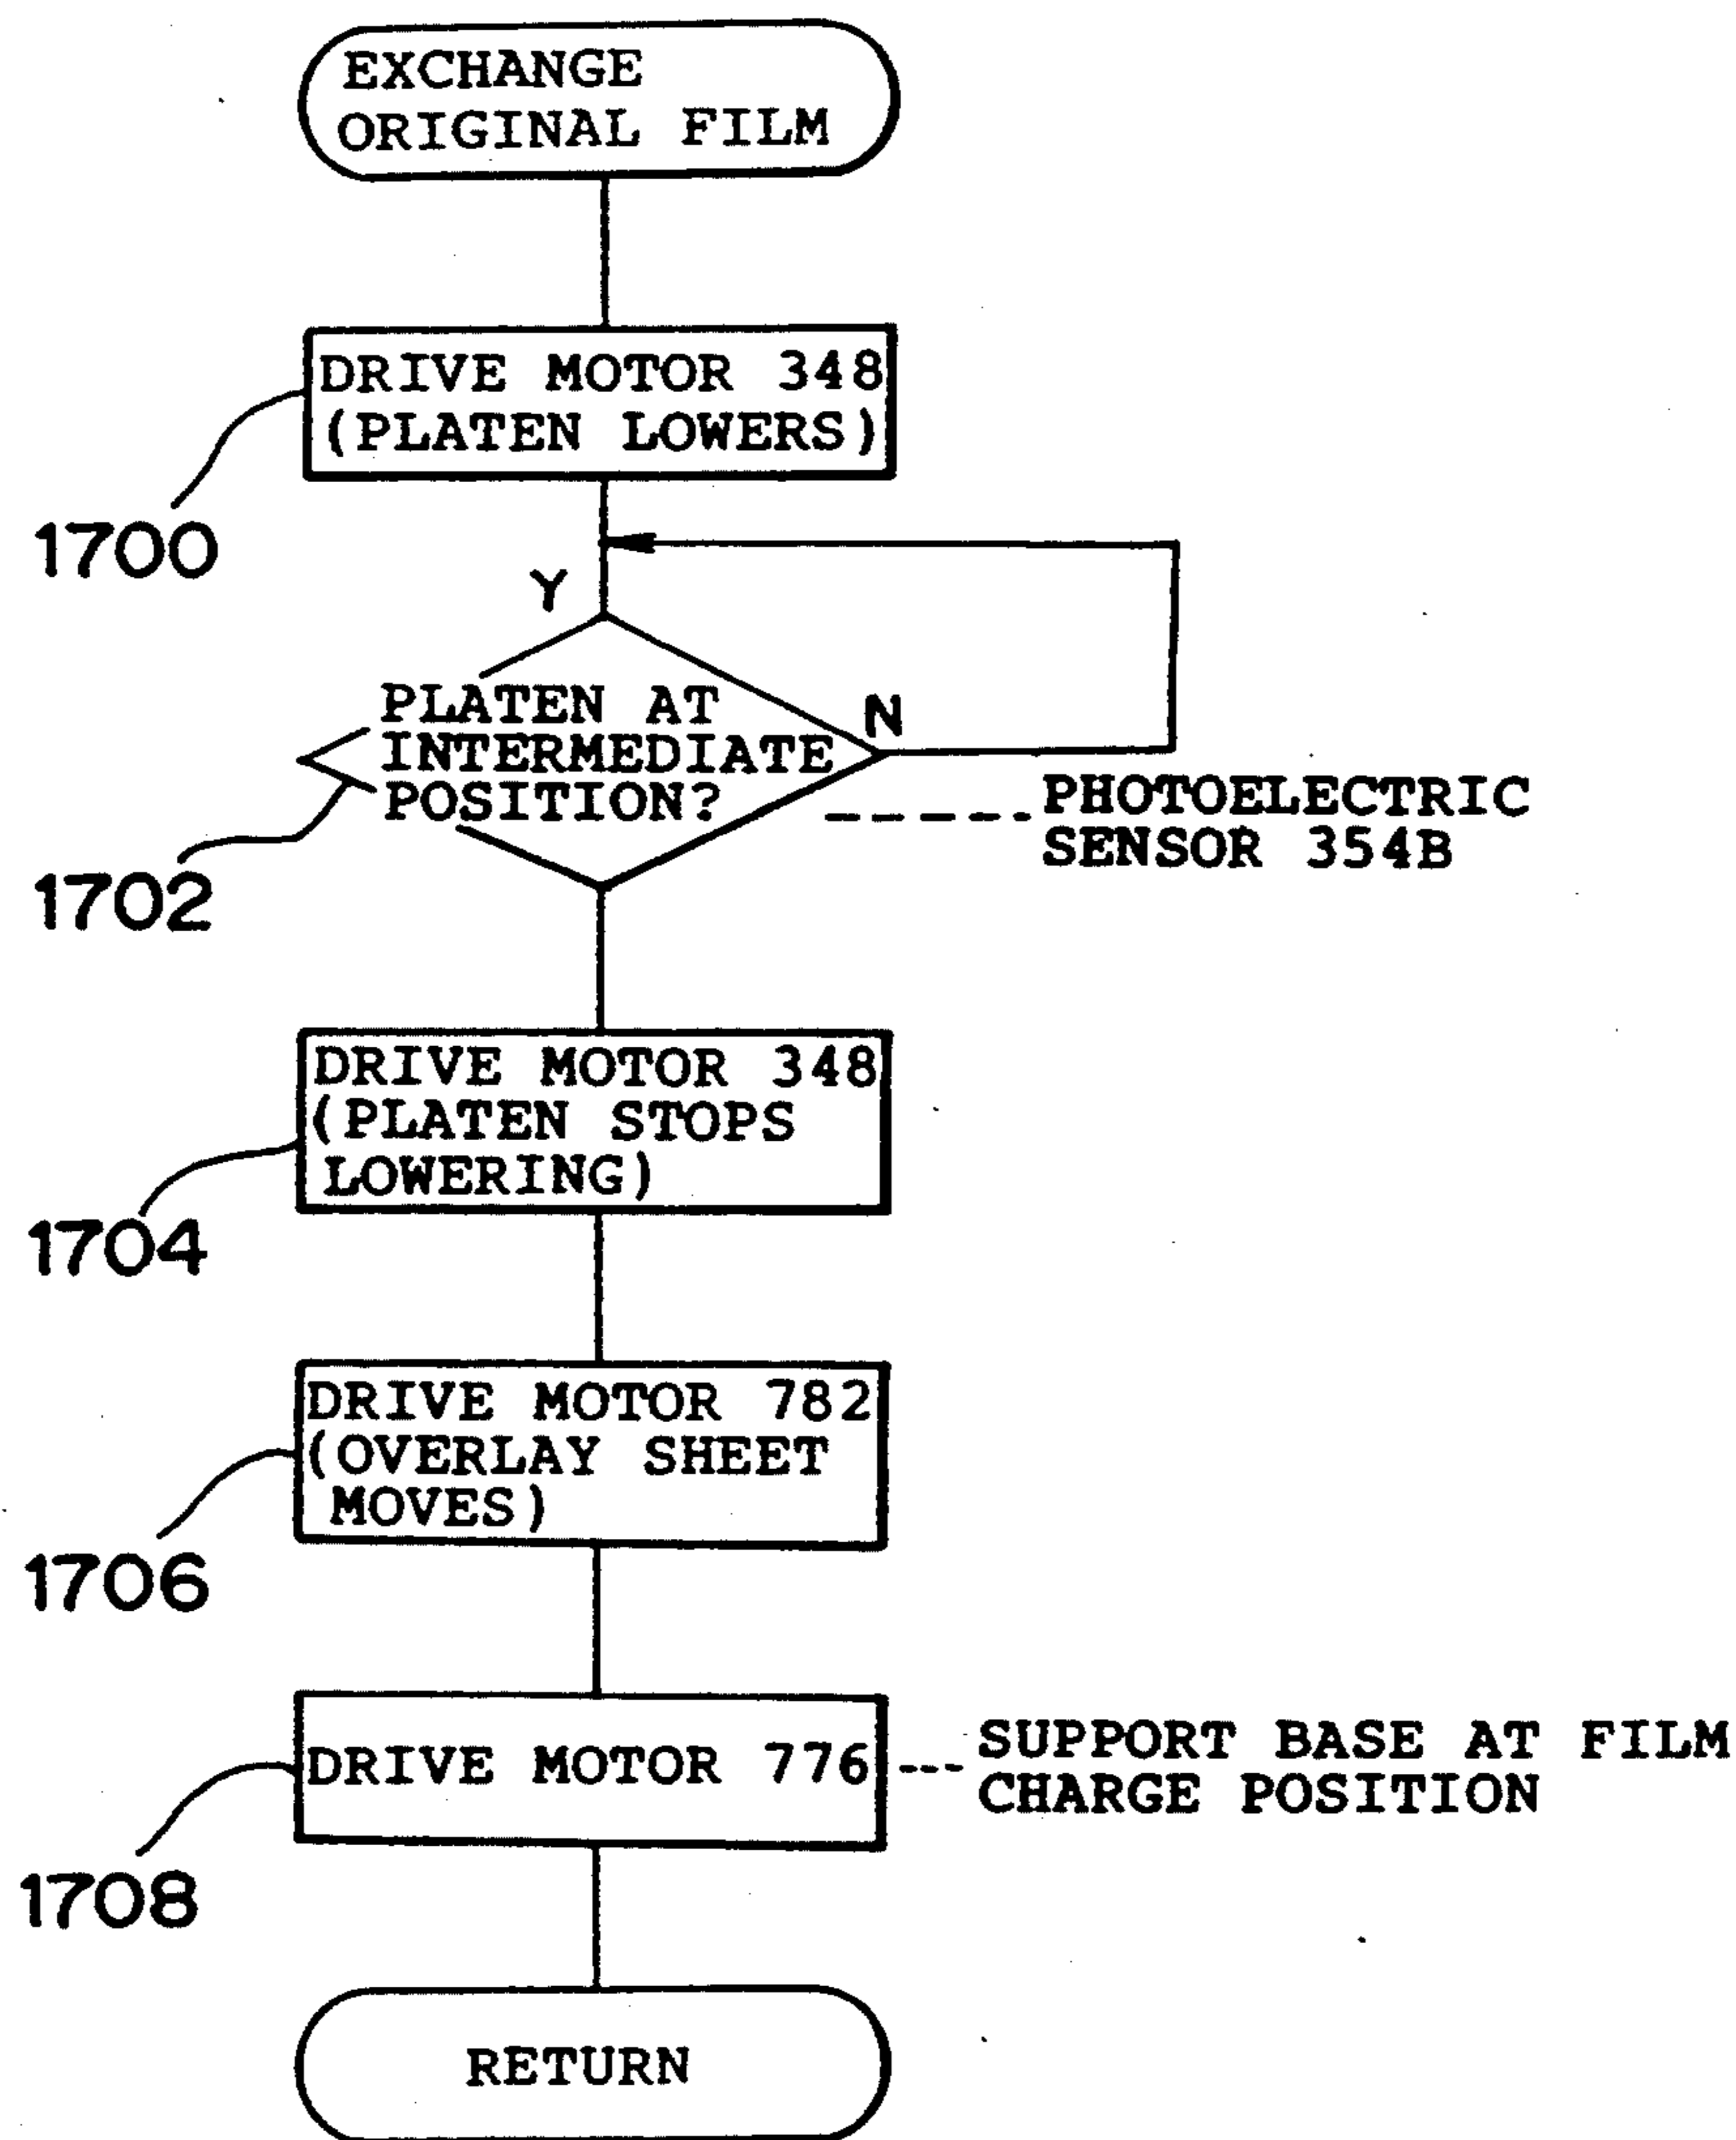 EXCHANGE
ORIGINAL FILM
DRIVE MOTOR 348
(PLATEN LOWERS)
1700
Y
PLATEN AT
INTERMEDIATE
POSITION?
N
PHOTOELECTRIC
SENSOR 354B
1702
DRIVE MOTOR 348
(PLATEN STOPS
LOWERING)
1704
DRIVE MOTOR 782
(OVERLAY SHEET
MOVES)
1706
DRIVE MOTOR 776
SUPPORT BASE AT FILM
CHARGE POSITION
1708
RETURN